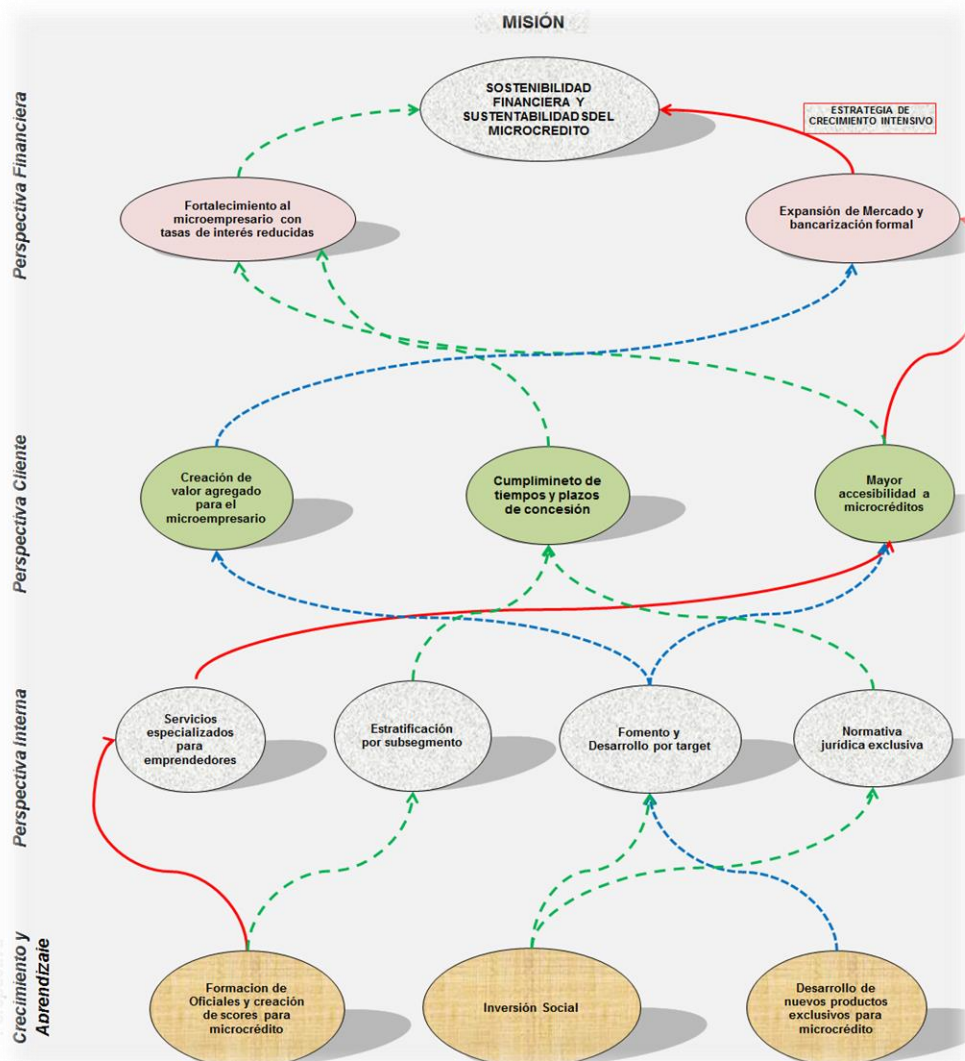 MISIÓN
SOSTENIBILIDAD
FINANCIERA Y
SUSTENTABILIDADSDEL
MICROCREDITO
ESTRATEGIA DE
CRECIMIENTO INTENSIVO
Perspectiva Financiera
Fortalecimiento al
microempresario con
tasas de interés reducidas
Expansión de Mercado y
bancarización formal
Perspectiva Cliente
Creación de
valor agregado
para el
microempresario
Cumplimineto de
tiempos y plazos
de concesión
Mayor
accesibilidad a
microcréditos
Perspectiva Interna
Servicios
especializados
para
emprendedores
Estratificación
por subsegmento
Fomento y
Desarrollo por target
Normativa
jurídica exclusiva
Crecimiento y
Aprendízaie
Formacion de
Oficiales y creación
de scores para
microcrédito
Inversión Social
Desarrollo de
nuevos productos
exclusivos para
microcrédito